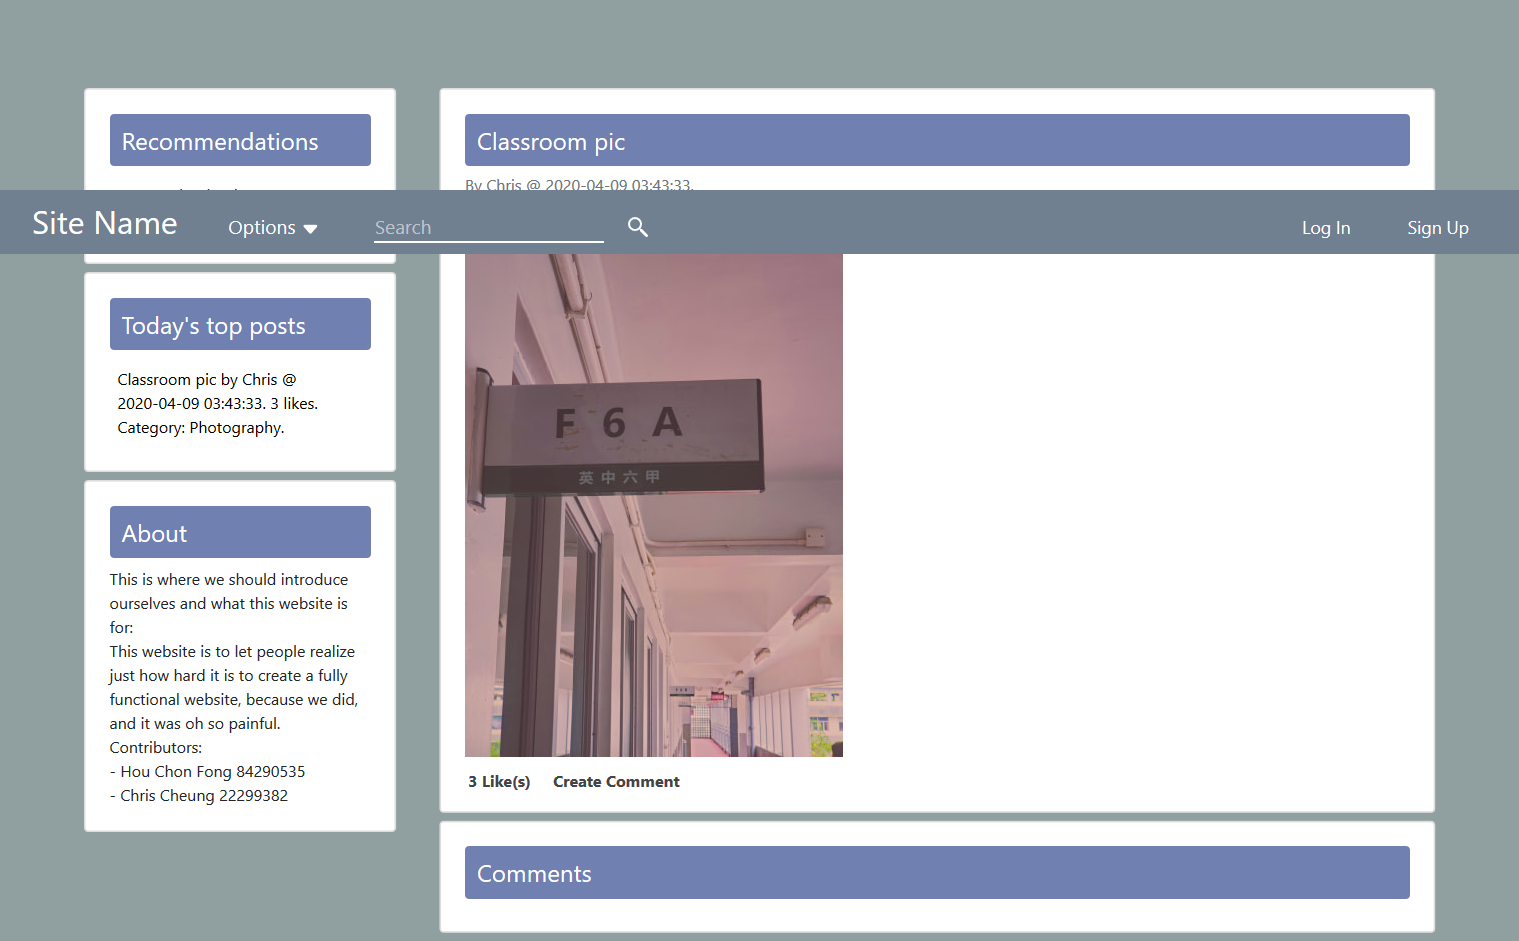 Recommendations
Site Name
Options
Search
Log In
Sign Up
Today's top posts
Classroom pic by Chris @
2020-04-09 03:43:33. 3 likes.
Category: Photography.
About
This is where we should introduce
ourselves and what this website is
for:
This website is to let people realize
just how hard it is to create a fully
functional website, because we did,
and it was oh so painful.
Contributors:
- Hou Chon Fong 84290535
- Chris Cheung 22299382
Classroom pic
By Chris @ 2020-04-09 03:43:33.
F 6 A
英中六甲
3 Like(s)
Create Comment
Comments